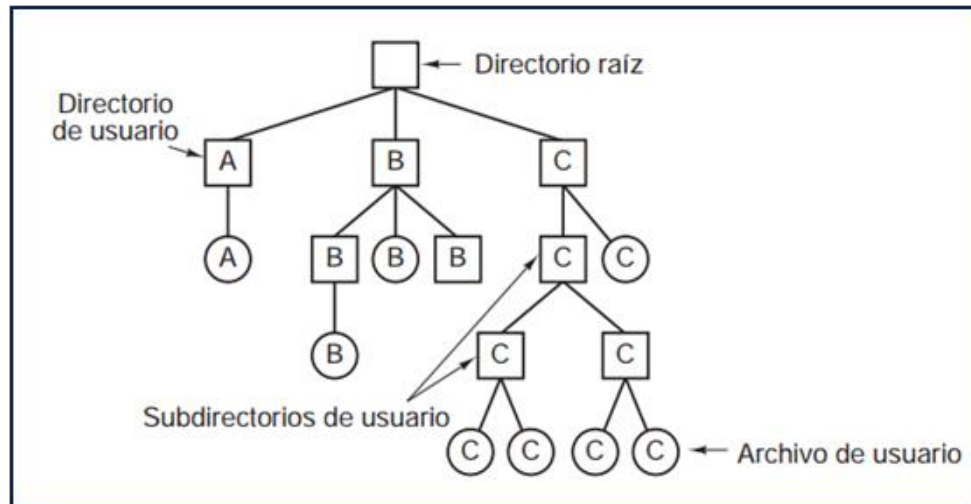 Directorio raíz
Directorio
de usuario
A B C
A B B B C C
B C C
Subdirectorios de usuario
C C C C Archivo de usuario